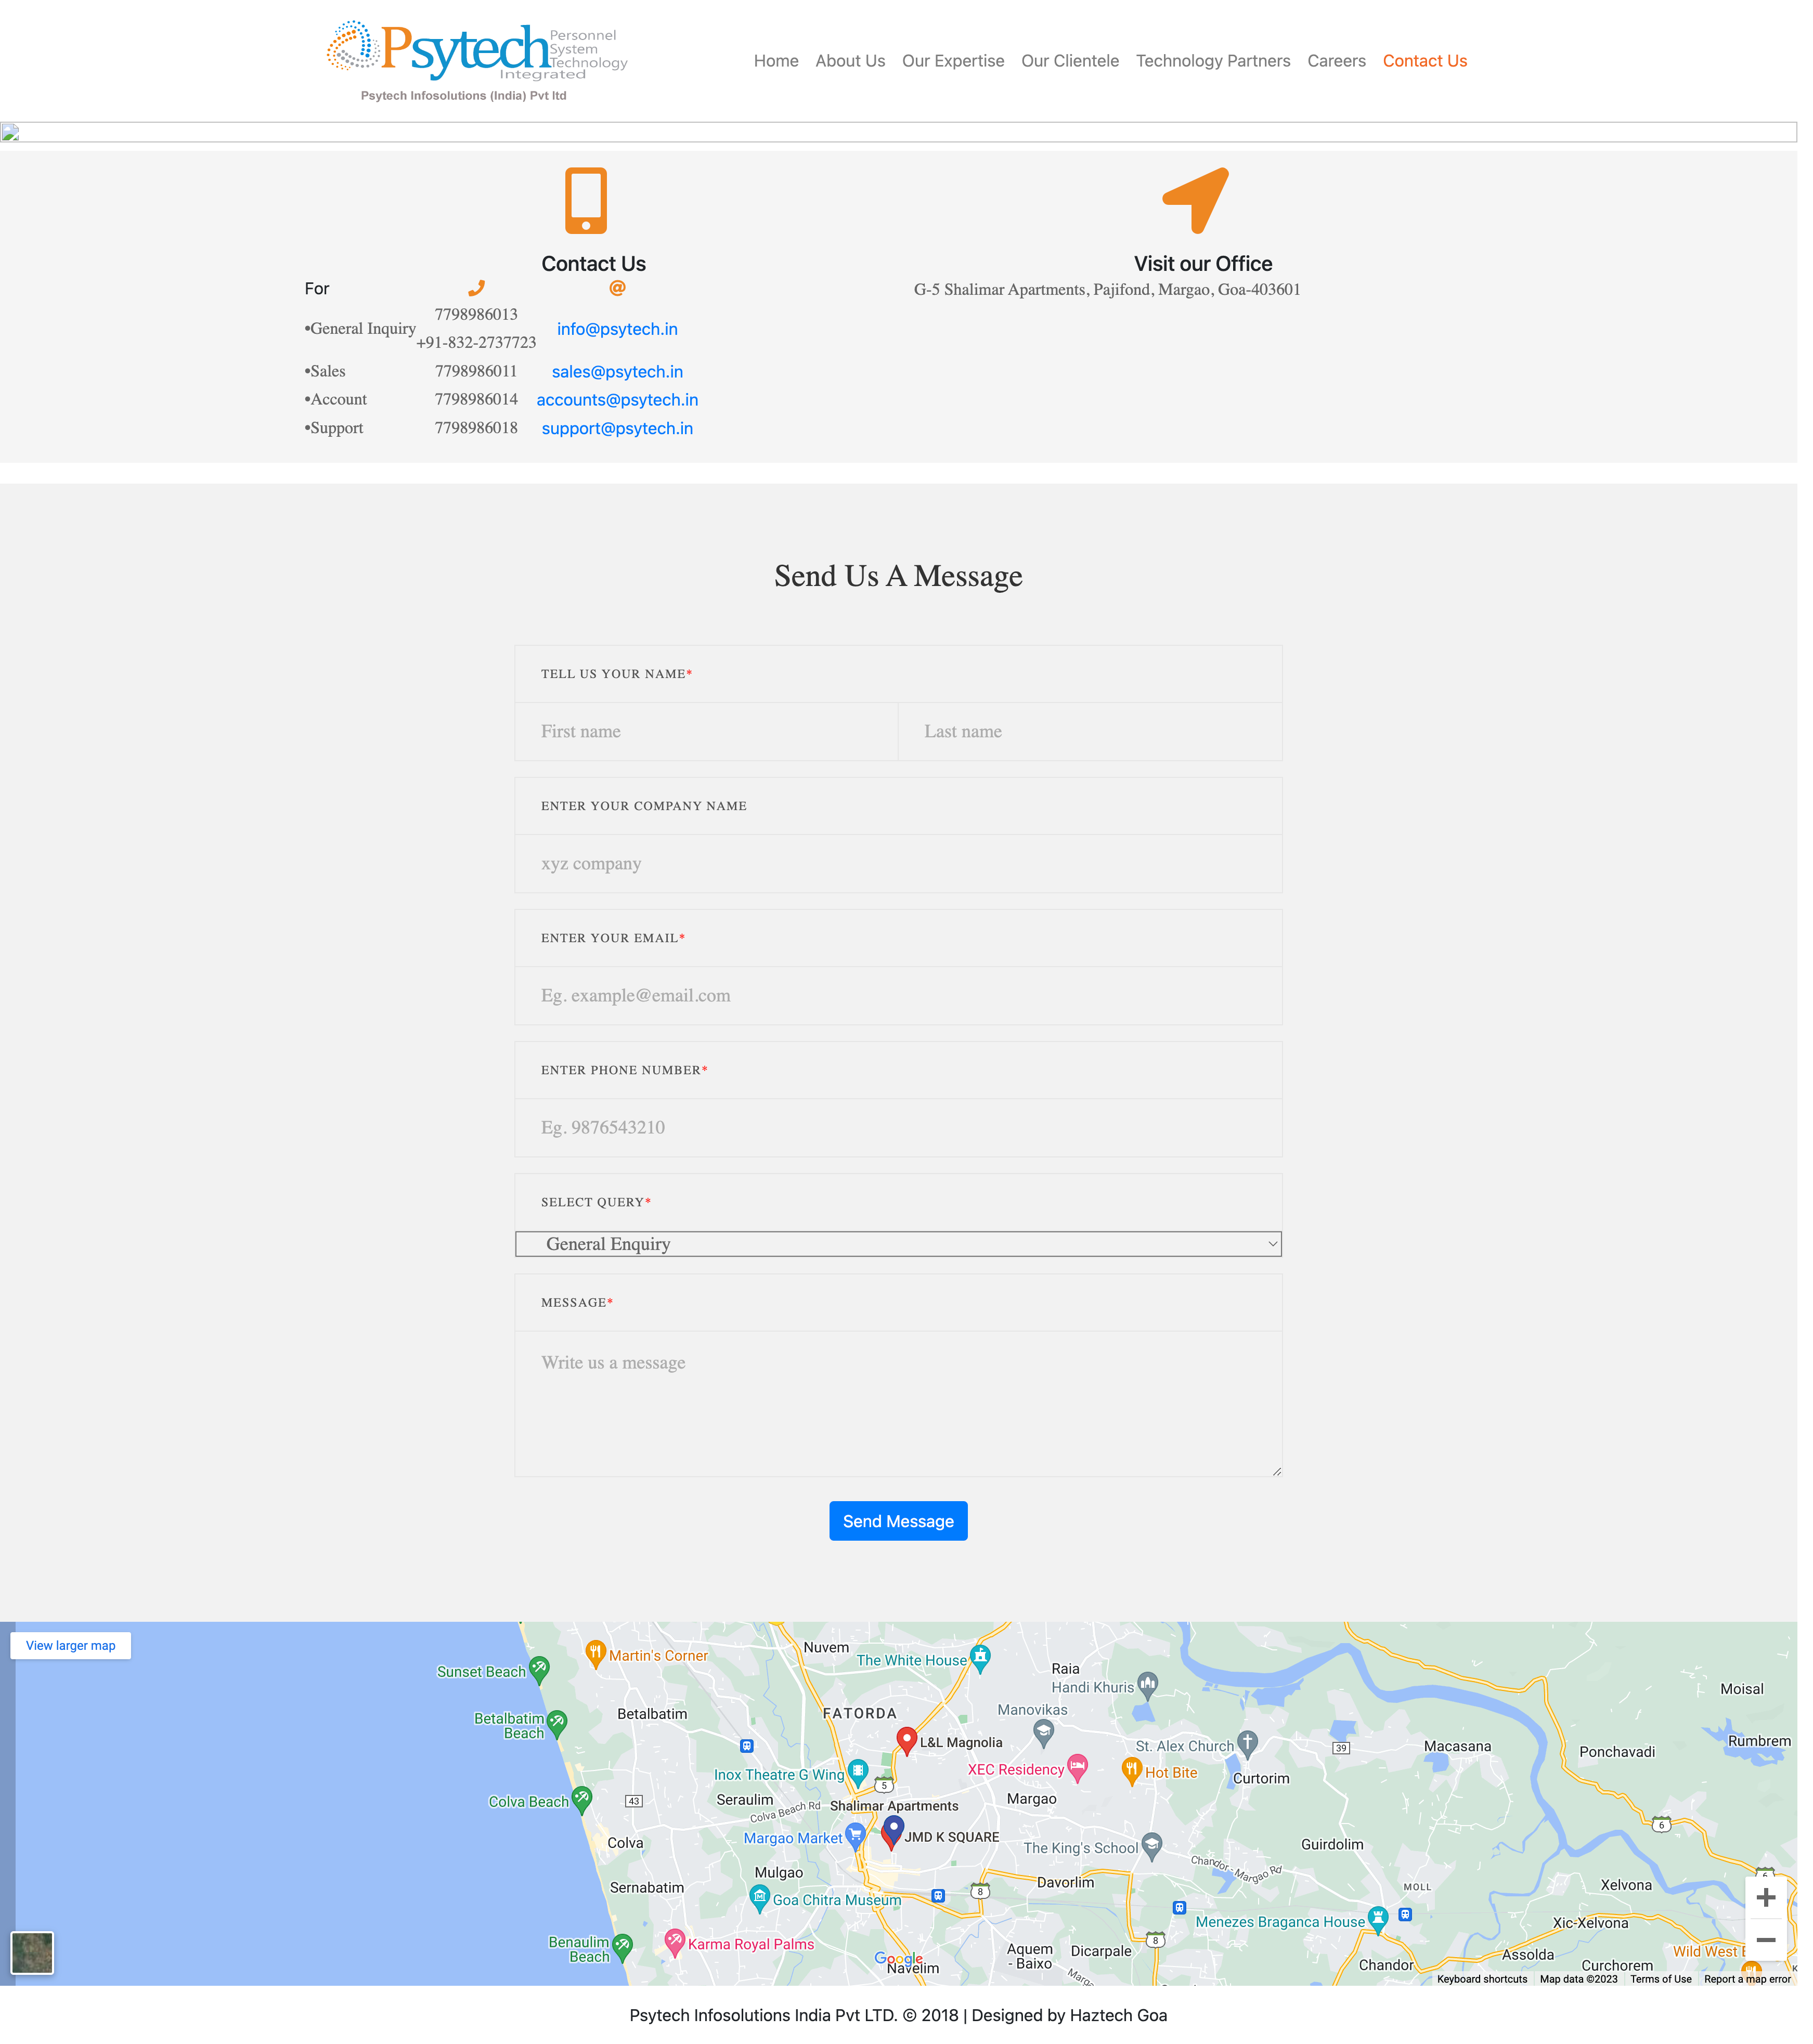 Psytech
Personnel
System
Technology
Integrated
Psytech Infosolutions (India) Pvt ltd
Home About Us Our Expertise Our Clientele Technology Partners Careers Contact Us
Contact Us
For
@
•General Inquiry
7798986013
+91-832-2737723
info@psytech.in
•Sales 7798986011 sales@psytech.in
•Account 7798986014 accounts@psytech.in
•Support 7798986018 support@psytech.in
Visit our Office
G-5 Shalimar Apartments, Pajifond, Margao, Goa-403601
Send Us A Message
TELL US YOUR NAME*
First name Last name
ENTER YOUR COMPANY NAME
xyz company
ENTER YOUR EMAIL*
Eg. example@email.com
ENTER PHONE NUMBER*
Eg. 9876543210
SELECT QUERY*
General Enquiry
MESSAGE*
Write us a message
Send Message
View larger map
Martin's Corner
Nuvem
The White House
Sunset Beach
Raia
Handi Khuris
Moisal
Betalbatim
Beach
Betalbatim
FATORDA
Manovikas
L&L Magnolia
St. Alex Church
39
Macasana
Ponchavadi
Rumbrem
Inox Theatre G Wing
5
XEC Residency
Hot Bite
Curtorim
Colva Beach
43
Seraulim
Colva Beach Rd
Shalimar Apartments
Margao
6
Colva
Margao Market
JMD K SQUARE
The King's School
Guirdolim
Mulgao
Chandor-Margao Rd
Sernabatim
Goa Chitra Museum
8
Davorlim
MOLL
Xelvona
6
Menezes Braganca House
Xic-Xelvona
Benaulim
Beach
Karma Royal Palms
Google
Navelim
Aquem
- Baixo
Dicarpale
8
Chandor
Assolda
Curchorem
Wild West
Keyboard shortcuts Map data ©2023 Terms of Use Report a map error
Psytech Infosolutions India Pvt LTD. © 2018 | Designed by Haztech Goa